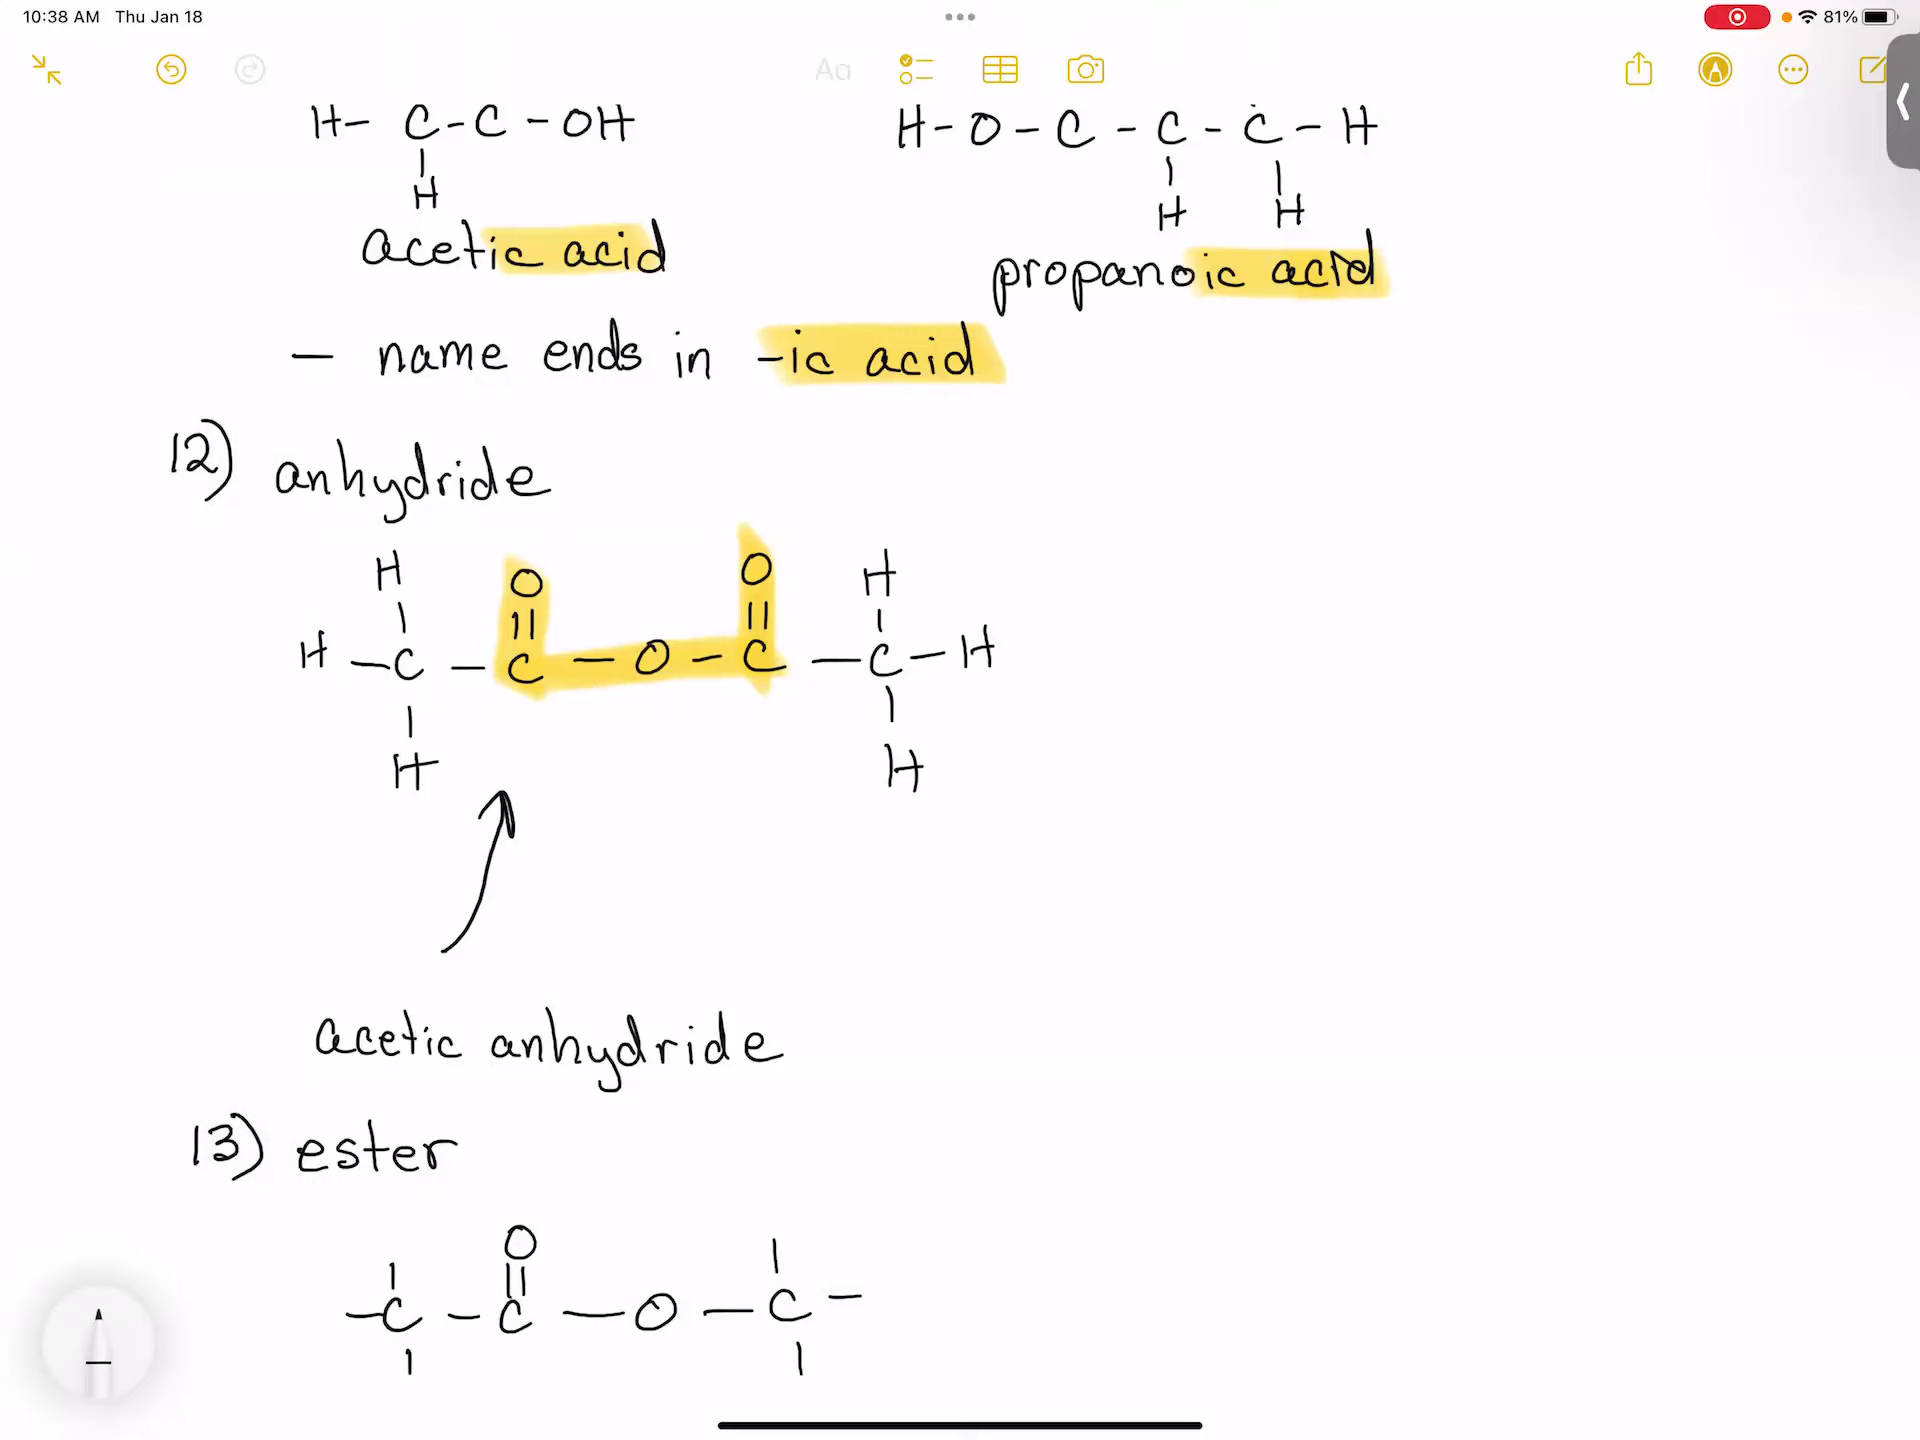 10:38 AM Thu Jan 18 81%
Aa
H - C - C - OH H - O - C - C - C - H
H H H
acetic acid
propanoic acid
— name ends in -ic acid
12) anhydride
H O O H
H — C — C — O — C — C — H
H H
acetic anhydride
13) ester
O
— C — C — O — C —